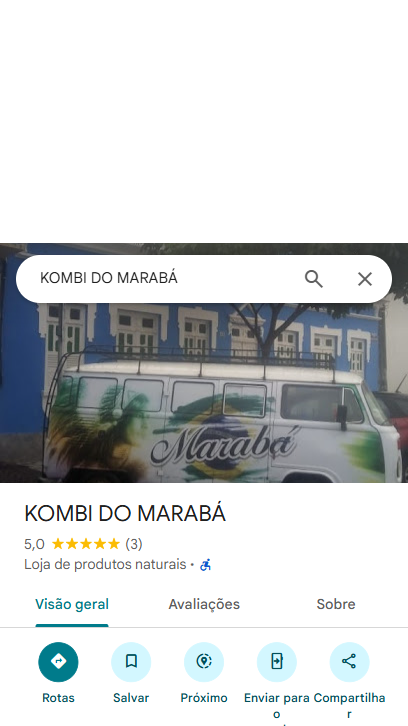 KOMBI DO MARABÁ
Marabá
KOMBI DO MARABÁ
5,0 (3)
Loja de produtos naturais ·
Visão geral Avaliações Sobre
Rotas Salvar Próximo Enviar para o Compartilhar